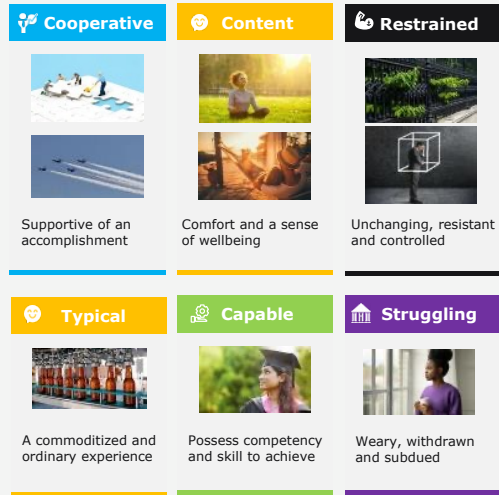 Cooperative
Content
Restrained
Supportive of an
accomplishment
Comfort and a sense
of wellbeing
Unchanging, resistant
and controlled
Typical
Capable
Struggling
A commoditized and
ordinary experience
Possess competency
and skill to achieve
Weary, withdrawn
and subdued